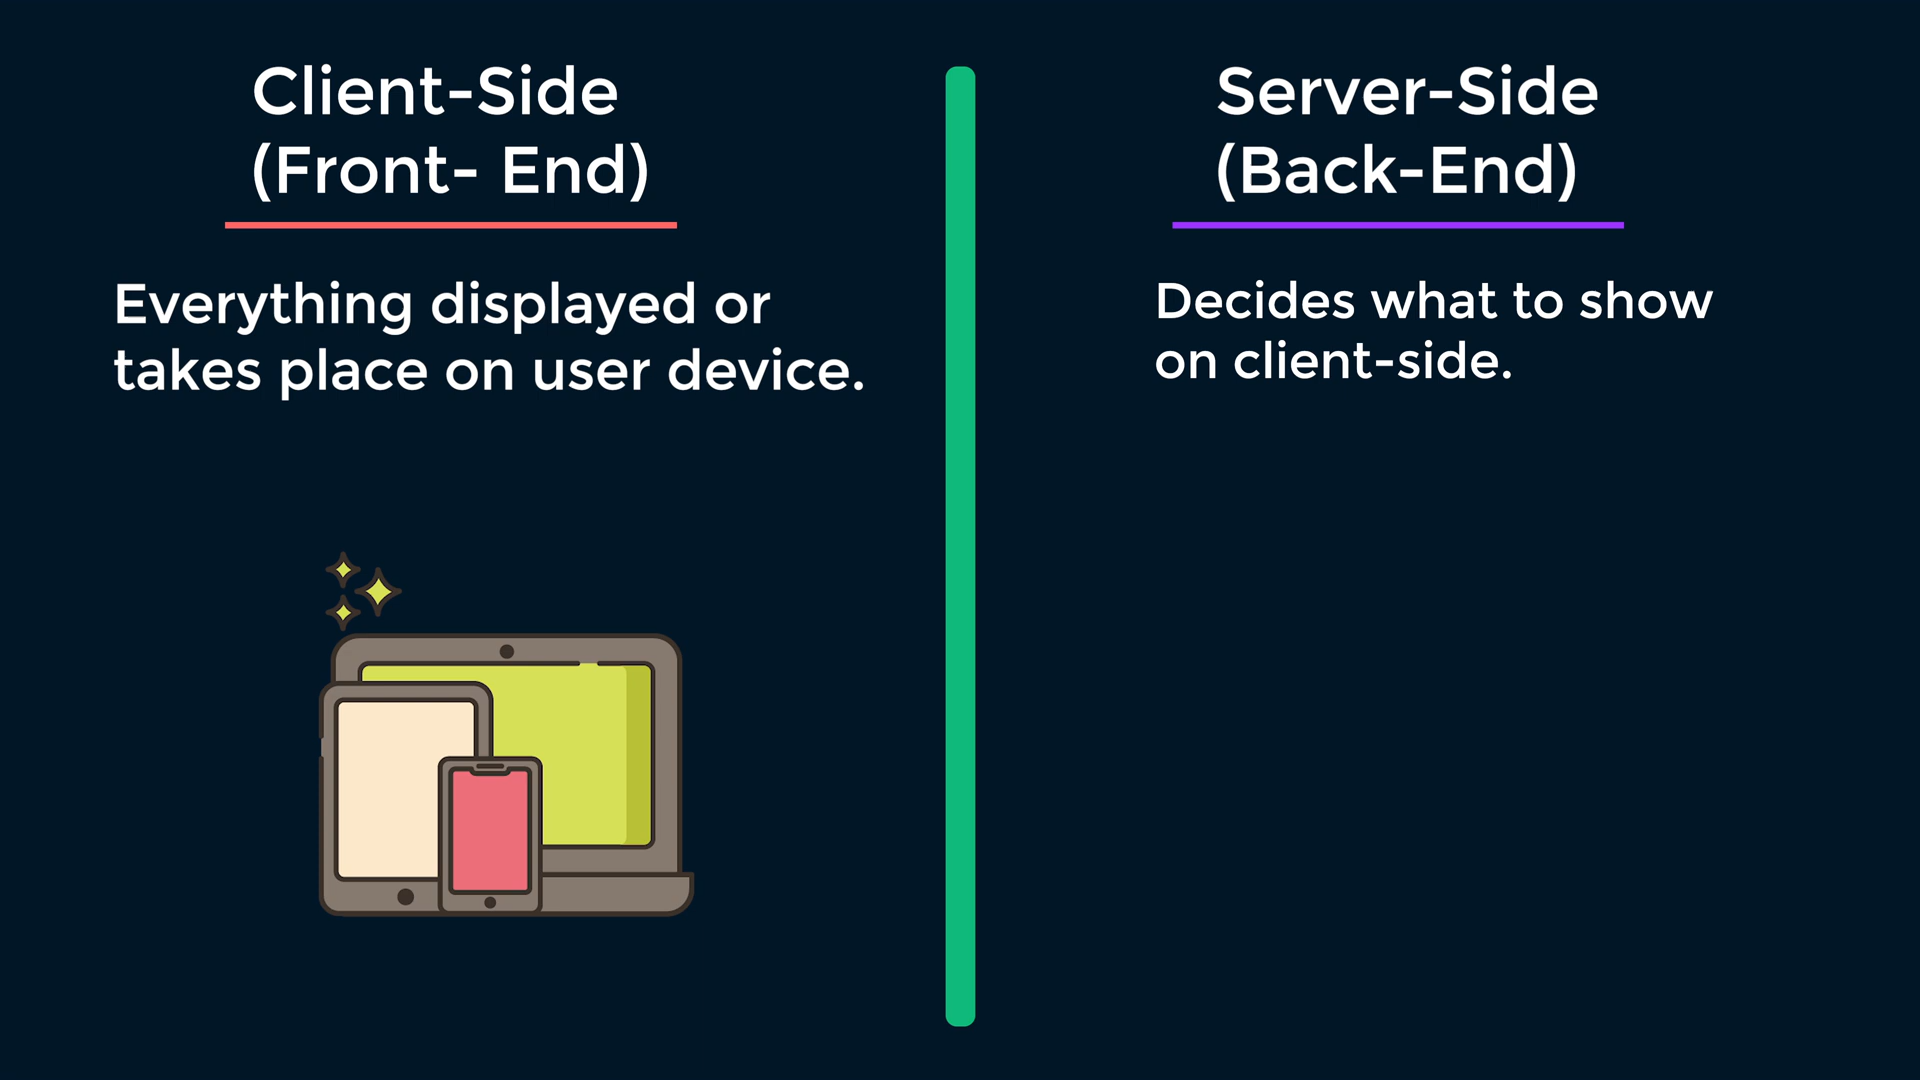 Client-Side
(Front- End)
Everything displayed or
takes place on user device.
Server-Side
(Back-End)
Decides what to show
on client-side.